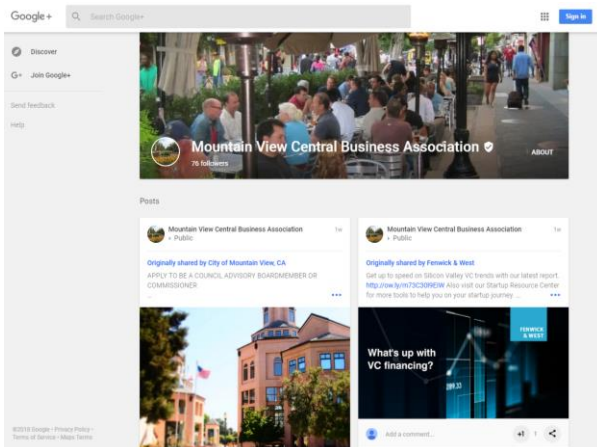 Google+
Search Google+
Sign in
Discover
G+ Join Google+
Send feedback
Help
Mountain View Central Business Association
76 followers
ABOUT
Posts
Mountain View Central Business Association
1w
Public
Originally shared by City of Mountain View, CA
APPLY TO BE A COUNCIL ADVISORY BOARDMEMBER OR
COMMISSIONER
...
Mountain View Central Business Association
1w
Public
Originally shared by Fenwick & West
Get up to speed on Silicon Valley VC trends with our latest report.
Also visit our Startup Resource Center
for more tools to help you on your startup journey ...
FENWICK
& WEST
What's up with
VC financing?
289.33
Add a comment...
+1
1
©2018 Google - Privacy Policy -
Terms of Service - Maps Terms